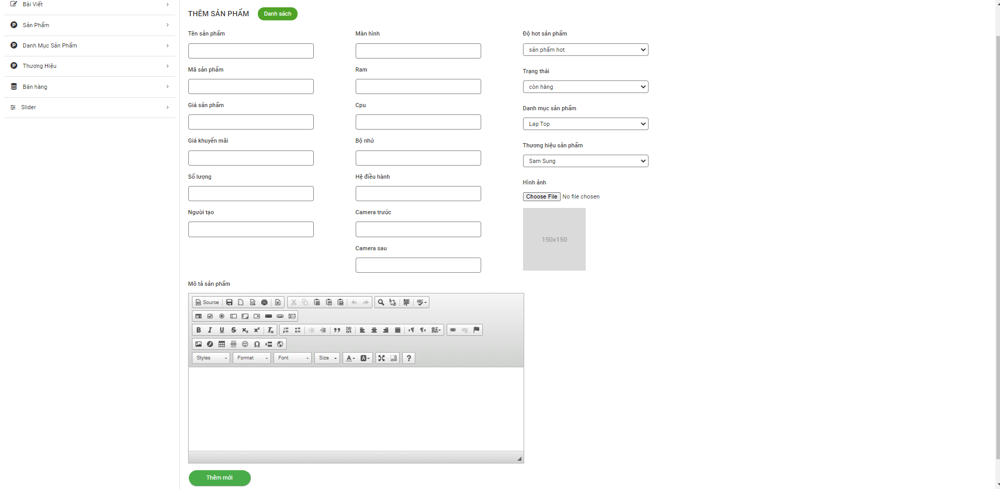 Bài Viết
Sản Phẩm
Danh Mục Sản Phẩm
Thương Hiệu
Bán hàng
Slider
THÊM SẢN PHẨM Danh sách
Tên sản phẩm
Mã sản phẩm
Giá sản phẩm
Giá khuyến mãi
Số lượng
Người tạo
Màn hình
Ram
Cpu
Bộ nhớ
Hệ điều hành
Camera trước
Camera sau
Độ hot sản phẩm
sản phẩm hot
Trạng thái
còn hàng
Danh mục sản phẩm
Lap Top
Thương hiệu sản phẩm
Sam Sung
Hình ảnh
Choose File No file chosen
150x150
Mô tả sản phẩm
Source
Styles Format Font Size
Thêm mới